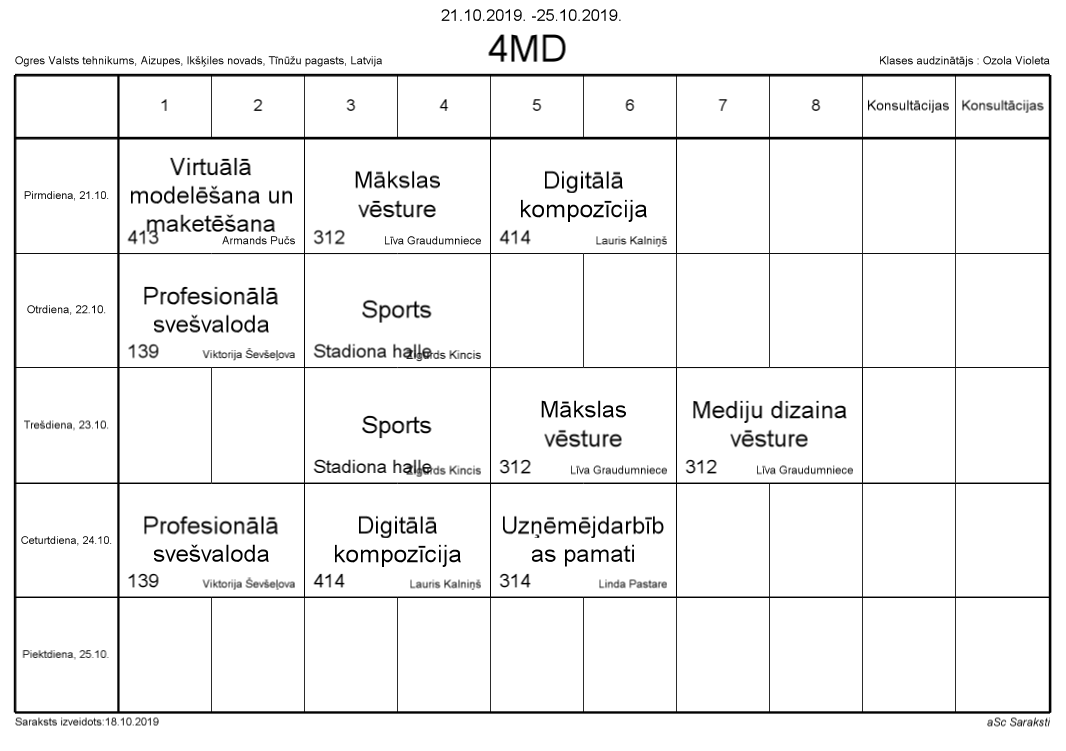 21.10.2019. -25.10.2019.
4MD
Ogres Valsts tehnikums, Aizupes, Ikšķiles novads, Tīnūžu pagasts, Latvija
Klases audzinātājs : Ozola Violeta
1 2 3 4 5 6 7 8 Konsultācijas Konsultācijas
Pirmdiena, 21.10.
Virtuālā
modelēšana un
maketēšana
413 Armands Pučs
Mākslas
vēsture
312 Līva Graudumniece
Digitālā
kompozīcija
414 Lauris Kalniņš
Otrdiena, 22.10.
Profesionālā
svešvaloda
139 Viktorija Ševšeļova
Sports
Stadiona halle Zigurds Kincis
Trešdiena, 23.10.
Sports
Stadiona halle Zigurds Kincis
Mākslas
vēsture
312 Līva Graudumniece
Mediju dizaina
vēsture
312 Līva Graudumniece
Ceturtdiena, 24.10.
Profesionālā
svešvaloda
139 Viktorija Ševšeļova
Digitālā
kompozīcija
414 Lauris Kalniņš
Uzņēmējdarbīb
as pamati
314 Linda Pastare
Piektdiena, 25.10.
Saraksts izveidots:18.10.2019
aSc Saraksti